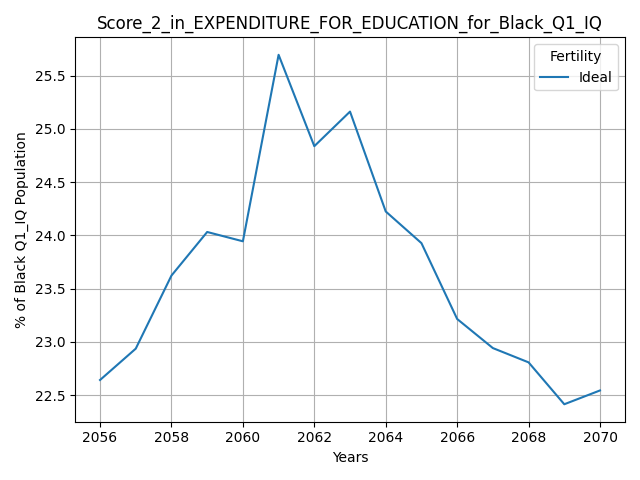 Score_2_in_EXPENDITURE_FOR_EDUCATION_for_Black_Q1_IQ
Fertility
Ideal
% of Black Q1_IQ Population
25.5
25.0
24.5
24.0
23.5
23.0
22.5
2056 2058 2060 2062 2064 2066 2068 2070
Years